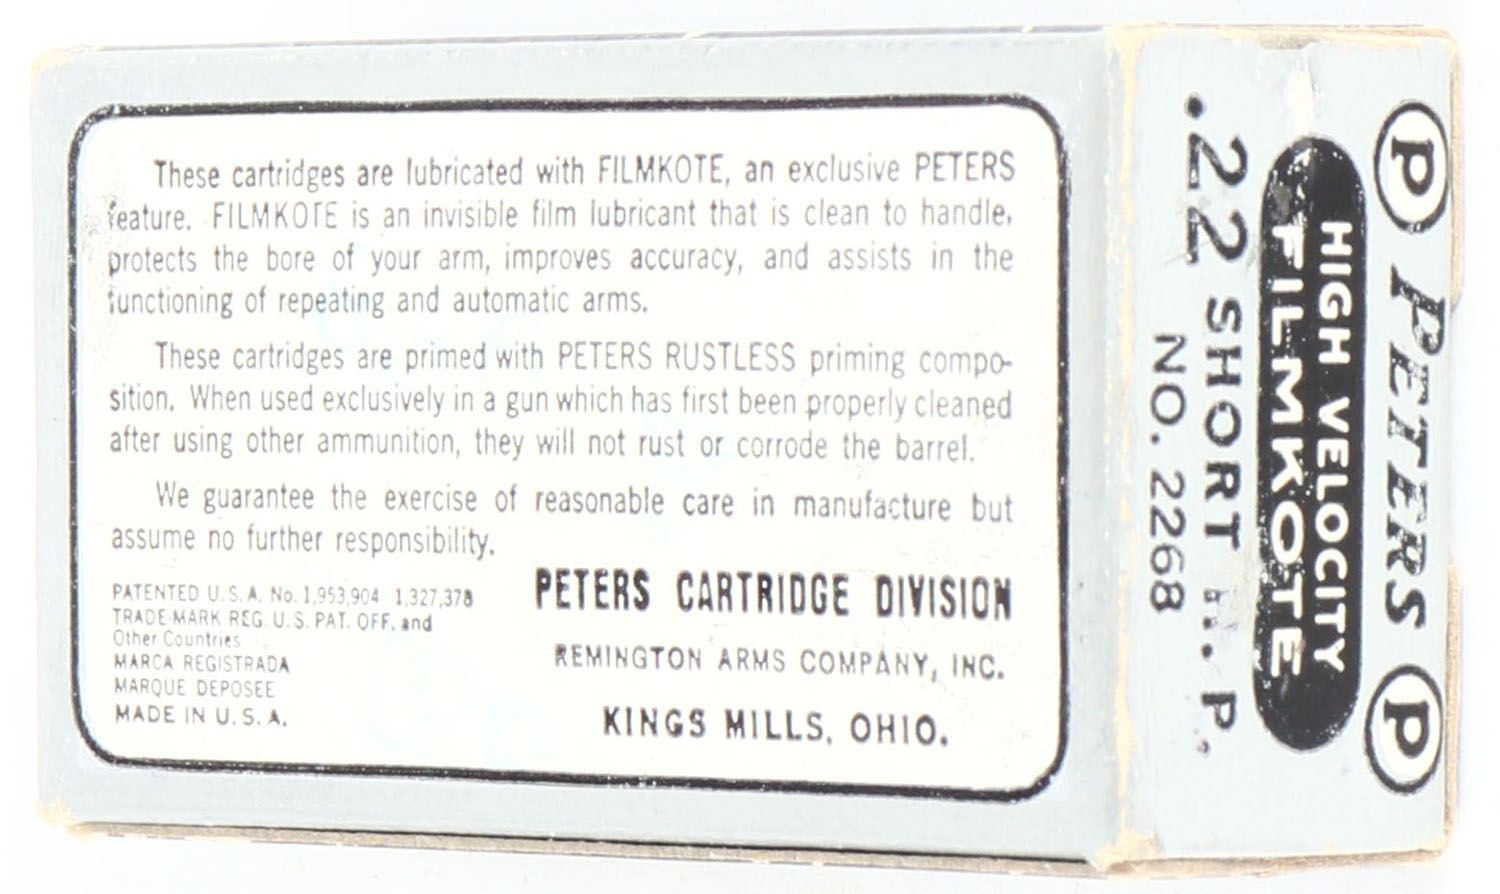 These cartridges are lubricated with FILMKOTE, an exclusive PETERS
feature. FILMKOTE is an invisible film lubricant that is clean to handle,
protects the bore of your arm, improves accuracy, and assists in the
functioning of repeating and automatic arms.
These cartridges are primed with PETERS RUSTLESS priming compo-
sition. When used exclusively in a gun which has first been properly cleaned
after using other ammunition, they will not rust or corrode the barrel.
We guarantee the exercise of reasonable care in manufacture but
assume no further responsibility.
PATENTED U.S.A. No. 1,953,904 1,327,378
TRADE-MARK REG. U.S. PAT. OFF. and
Other Countries
MARCA REGISTRADA
MARQUE DEPOSEE
MADE IN U.S.A.
PETERS CARTRIDGE DIVISION
REMINGTON ARMS COMPANY, INC.
KINGS MILLS, OHIO.
P PETERS P
HIGH VELOCITY
FILMKOTE
.22 SHORT H. P.
NO. 2268